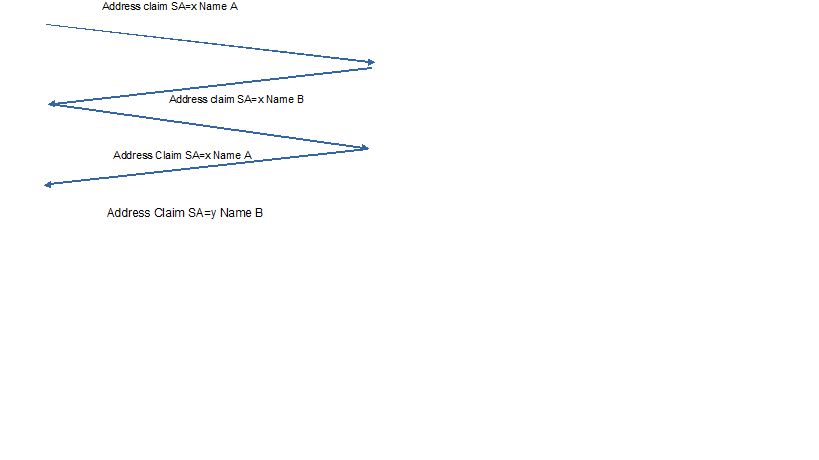 Address claim SA=x Name A
Address claim SA=x Name B
Address Claim SA=x Name A
Address Claim SA=y Name B